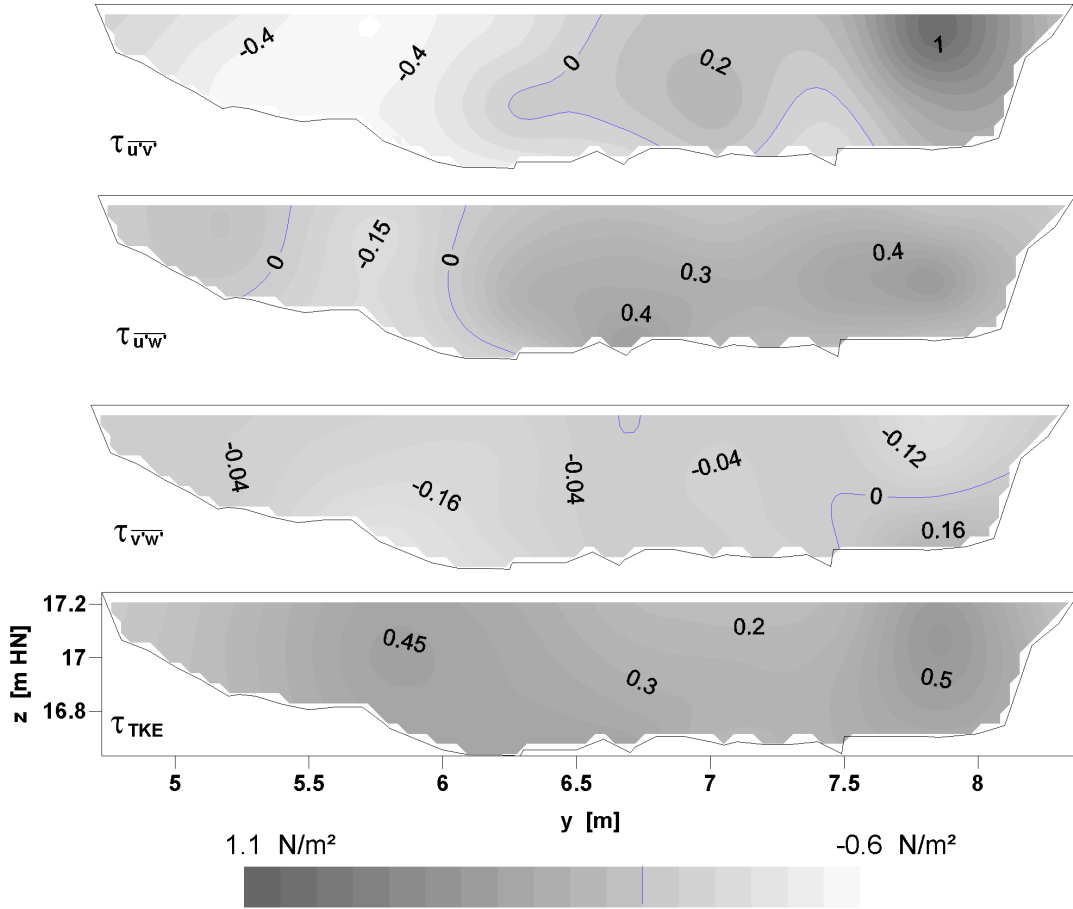 -0.4 -0.4 0 0.2 1
τu'v'
0 -0.15 0 0.3 0.4 0.4
τu'w'
-0.04 -0.16 -0.04 -0.04 -0.12 0 0.16
τv'w'
17.2
17
16.8
z [m HN]
0.45 0.3 0.2 0.5
τTKE
5 5.5 6 6.5 7 7.5 8
y [m]
1.1 N/m² -0.6 N/m²